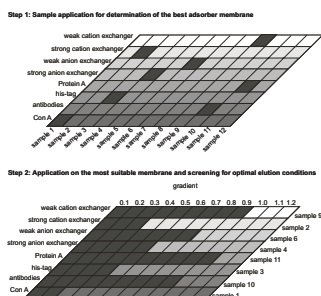 Step 1: Sample application for determination of the best adsorber membrane
weak cation exchanger
strong cation exchanger
weak anion exchanger
strong anion exchanger
Protein A
his-tag
antibodies
Con A
sample 1
sample 2
sample 3
sample 4
sample 5
sample 6
sample 7
sample 8
sample 9
sample 10
sample 11
sample 12
Step 2: Application on the most suitable membrane and screening for optimal elution conditions
gradient
0.1 0.2 0.3 0.4 0.5 0.6 0.7 0.8 0.9 1.0 1.1 1.2
weak cation exchanger
sample 9
strong cation exchanger
sample 2
weak anion exchanger
sample 6
strong anion exchanger
sample 4
Protein A
sample 11
his-tag
sample 3
antibodies
sample 10
Con A
sample 1